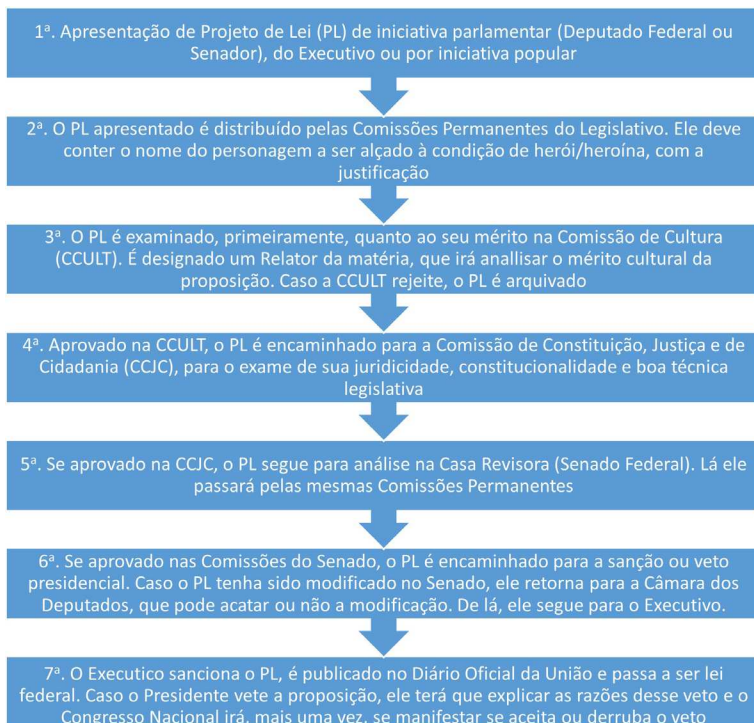 1ª. Apresentação de Projeto de Lei (PL) de iniciativa parlamentar (Deputado Federal ou
Senador), do Executivo ou por iniciativa popular
2ª. O PL apresentado é distribuído pelas Comissões Permanentes do Legislativo. Ele deve
conter o nome do personagem a ser alçado à condição de herói/heroína, com a
justificação
3ª. O PL é examinado, primeiramente, quanto ao seu mérito na Comissão de Cultura
(CCULT). É designado um Relator da matéria, que irá anallisar o mérito cultural da
proposição. Caso a CCULT rejeite, o PL é arquivado
4ª. Aprovado na CCULT, o PL é encaminhado para a Comissão de Constituição, Justiça e de
Cidadania (CCJC), para o exame de sua juridicidade, constitucionalidade e boa técnica
legislativa
5ª. Se aprovado na CCJC, o PL segue para análise na Casa Revisora (Senado Federal). Lá ele
passará pelas mesmas Comissões Permanentes
6ª. Se aprovado nas Comissões do Senado, o PL é encaminhado para a sanção ou veto
presidencial. Caso o PL tenha sido modificado no Senado, ele retorna para a Câmara dos
Deputados, que pode acatar ou não a modificação. De lá, ele segue para o Executivo.
7ª. O Executico sanciona o PL, é publicado no Diário Oficial da União e passa a ser lei
federal. Caso o Presidente vete a proposição, ele terá que explicar as razões desse veto e o
Congresso Nacional irá, mais uma vez, se manifestar se aceita ou derruba o veto